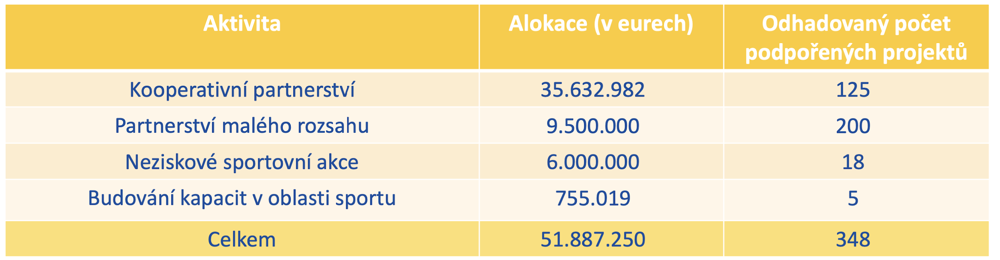 Aktivita
Alokace (v eurech)
Odhadovaný počet
podpořených projektů
Kooperativní partnerství
35.632.982
125
Partnerství malého rozsahu
9.500.000
200
Neziskové sportovní akce
6.000.000
18
Budování kapacit v oblasti sportu
755.019
5
Celkem
51.887.250
348